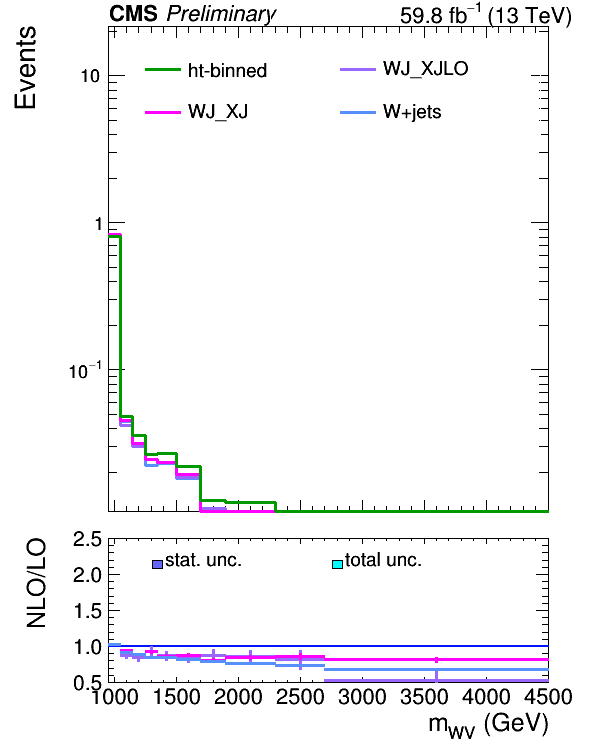 CMS Preliminary 59.8 fb⁻¹ (13 TeV)
Events
10
1
10⁻¹
ht-binned WJ_XJLO
WJ_XJ W+jets
NLO/LO
2.5
2.0
1.5
1.0
0.5
stat. unc. total unc.
1000 1500 2000 2500 3000 3500 4000 4500
m_WV (GeV)